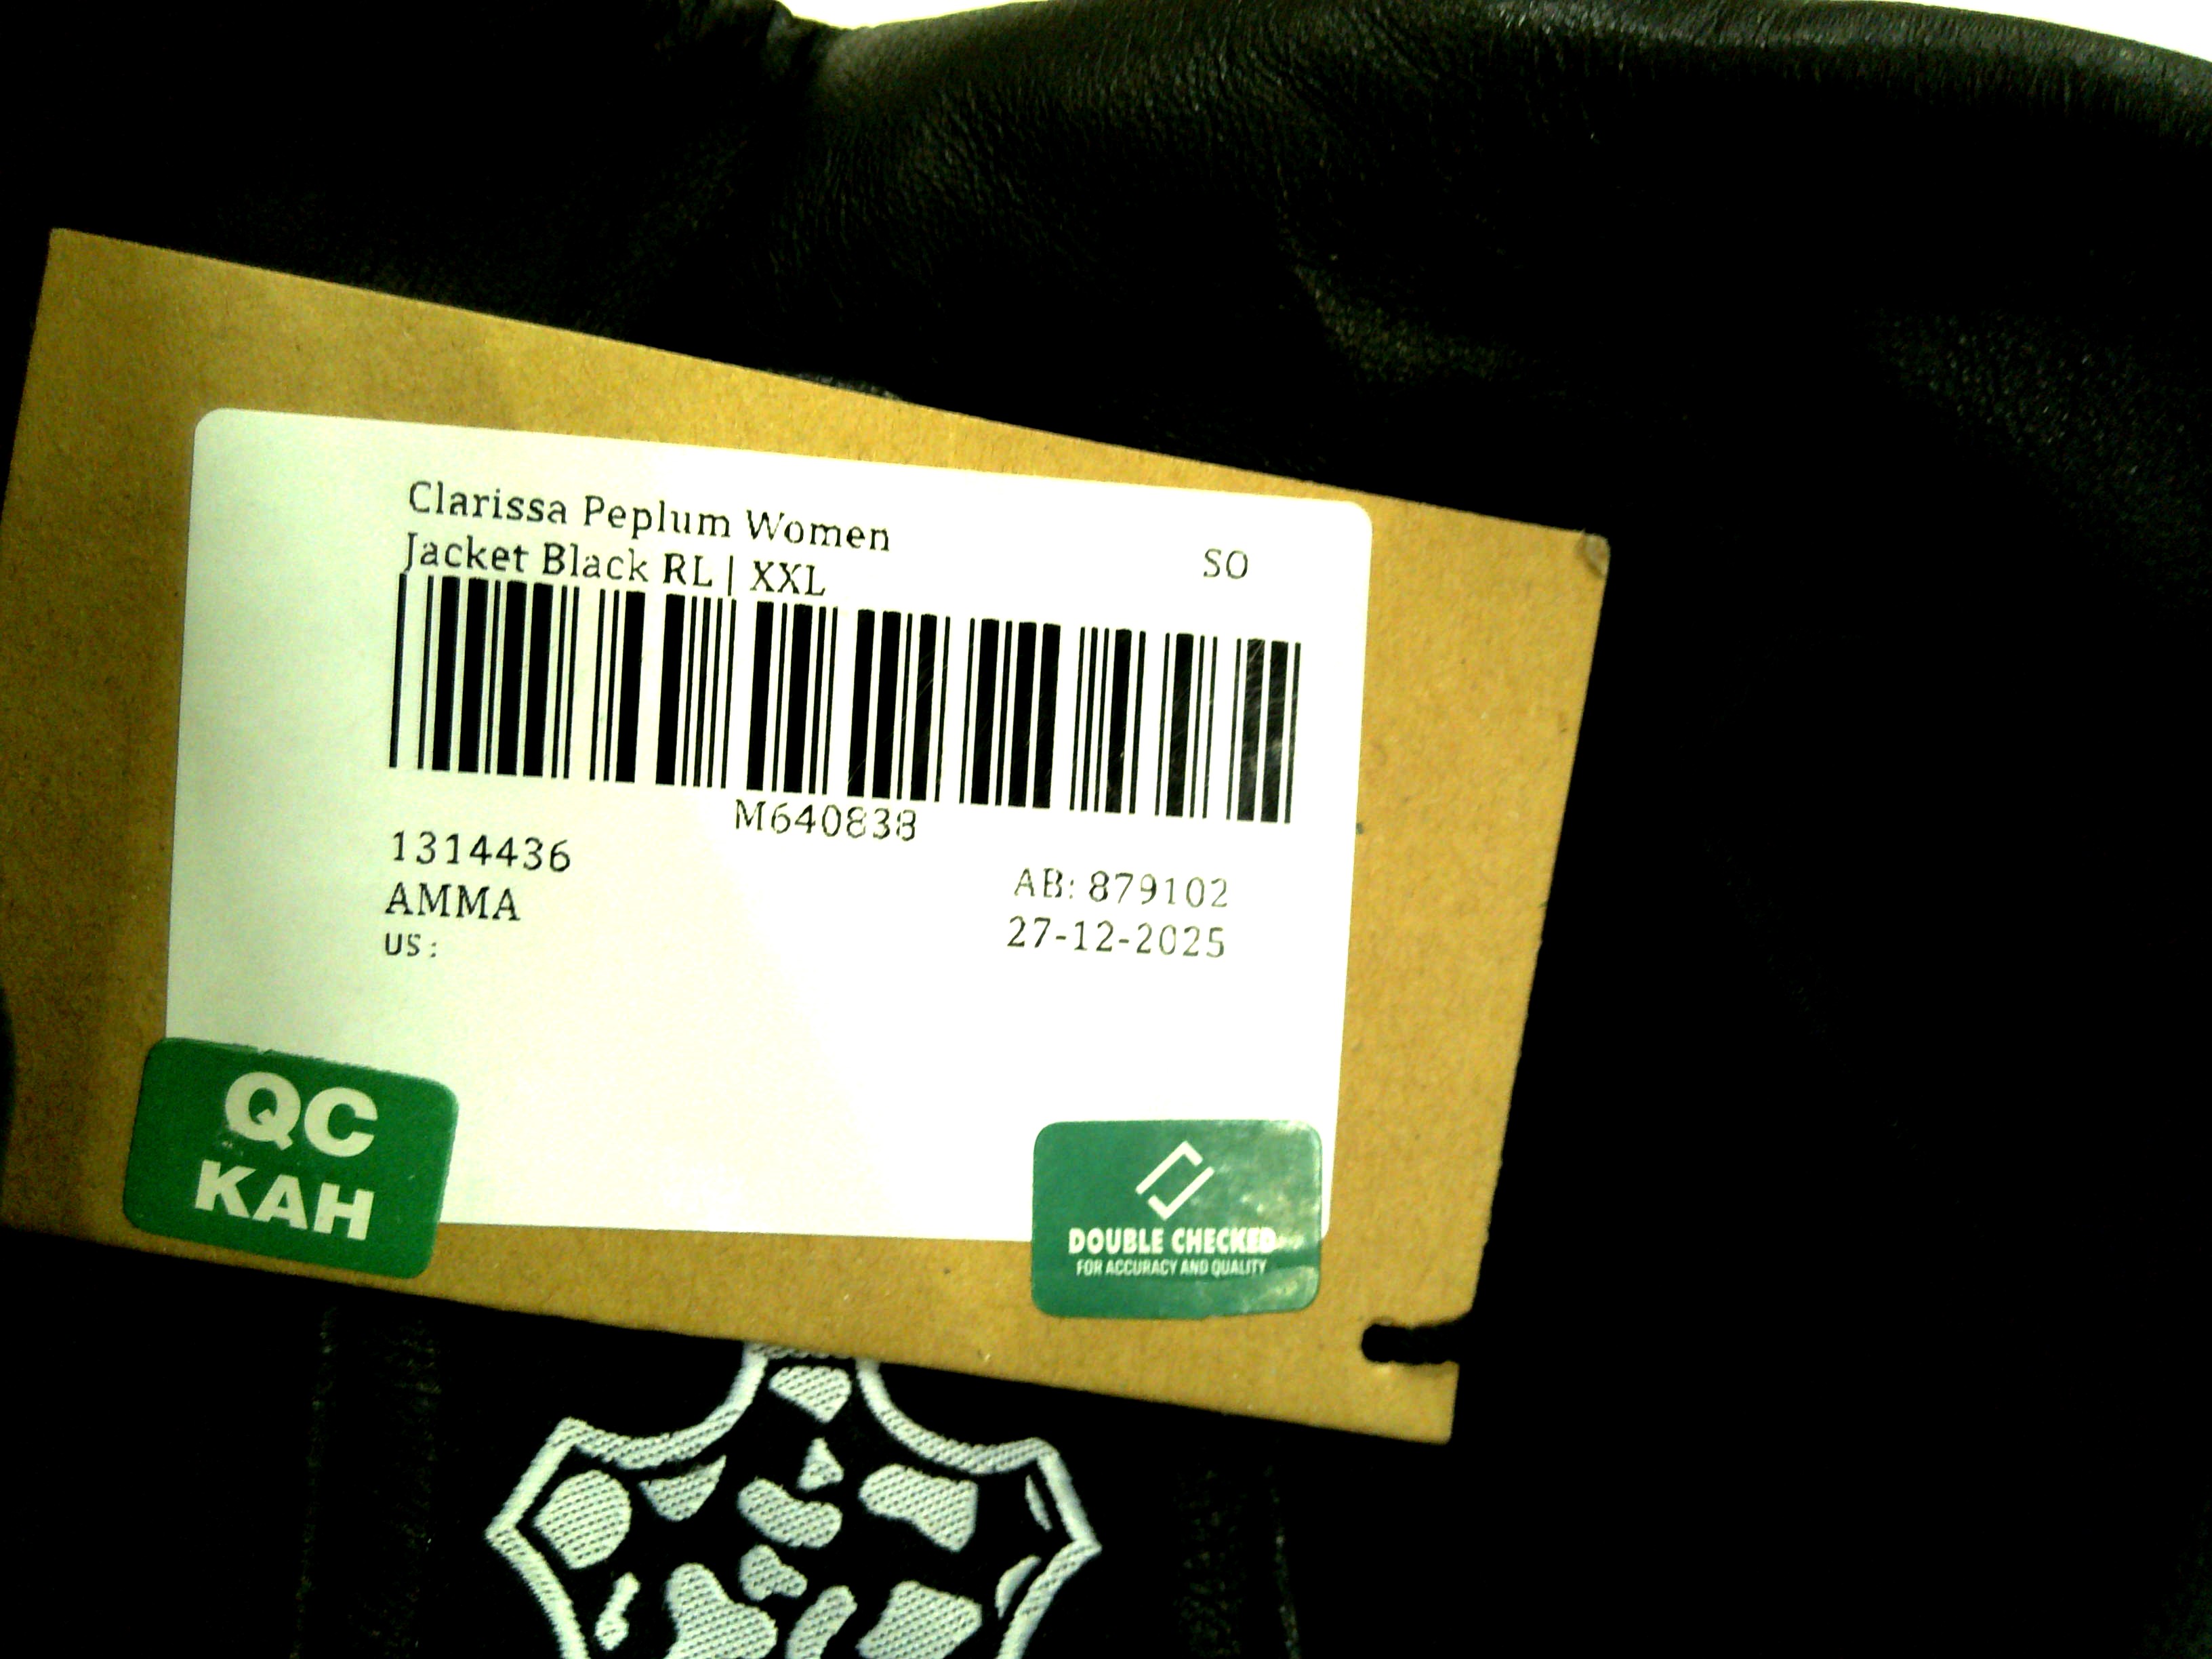 Clarissa Peplum Women
Jacket Black RL | XXL
SO
M640838
1314436
AMMA
US:
AB: 879102
27-12-2025
QC
KAH
DOUBLE CHECKED
FOR ACCURACY AND QUALITY